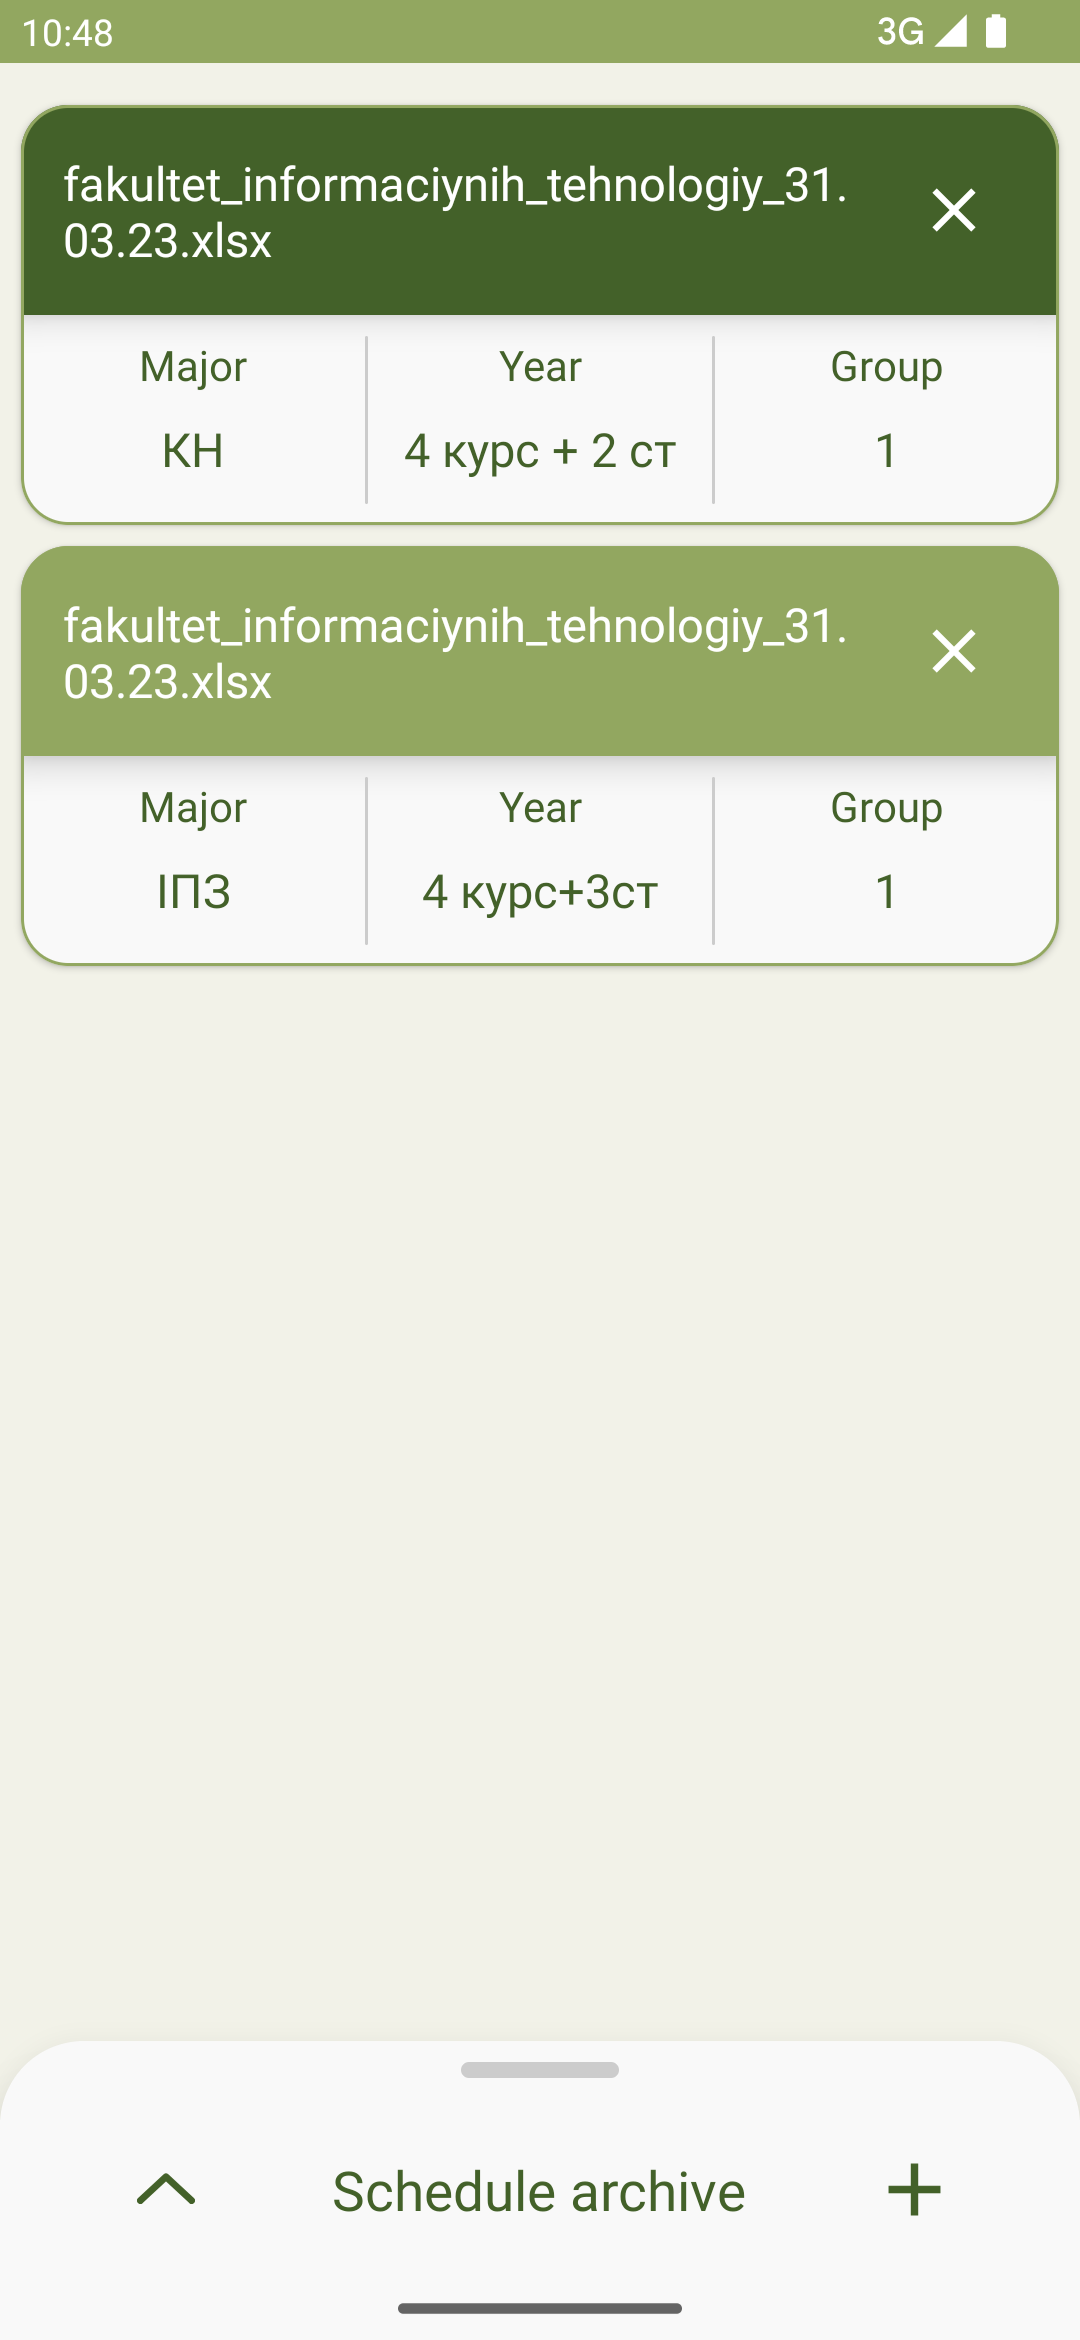 10:48 3G
fakultet_informaciynih_tehnologiy_31.
03.23.xlsx
Major Year Group
КН 4 курс + 2 ст 1
fakultet_informaciynih_tehnologiy_31.
03.23.xlsx
Major Year Group
ІПЗ 4 курс+3ст 1
Schedule archive